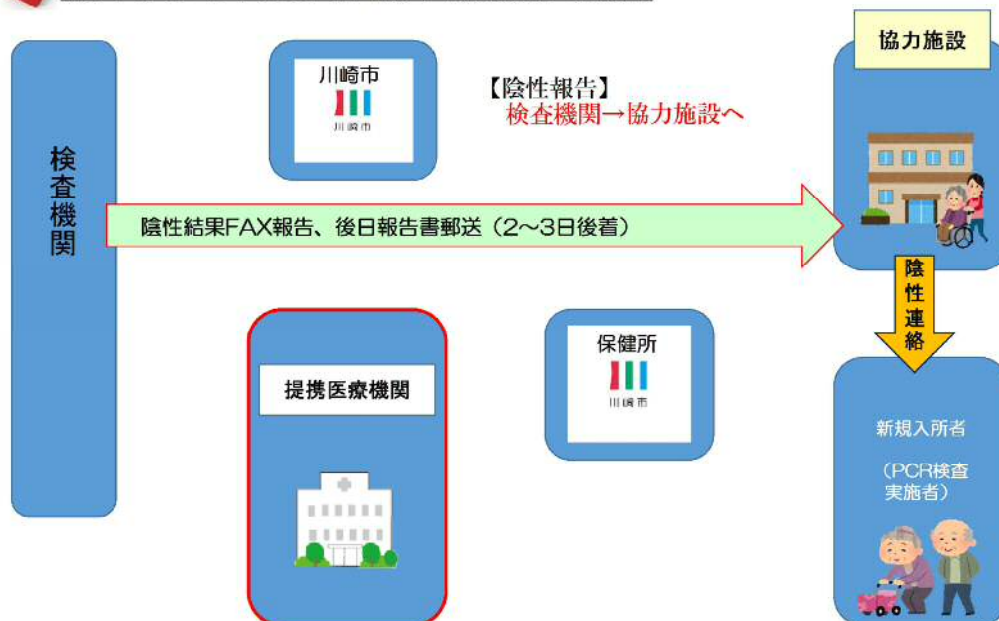 協力施設
川崎市
川崎市
【陰性報告】
検査機関→協力施設へ
検査機関
陰性結果FAX報告、後日報告書郵送（2～3日後着）
陰性連絡
保健所
川崎市
提携医療機関
新規入所者
（PCR検査
実施者）